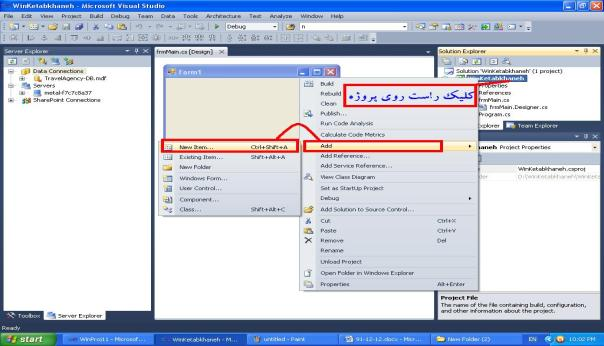 WinKetabkhaneh - Microsoft Visual Studio
File Edit View Project Build Debug Team Data Tools Architecture Test Analyze Window Help
Debug n
Server Explorer
Data Connections
TravelAgency-DB.mdf
Servers
metal-f7c7c8a37
SharePoint Connections
Toolbox Server Explorer
frmMain.cs [Design]
Form1
New Item... Ctrl+Shift+A
Existing Item... Shift+Alt+A
New Folder
Windows Form...
User Control...
Component...
Class... Shift+Alt+C
Build
Rebuild
Clean
Publish...
Run Code Analysis
Calculate Code Metrics
Add
Add Reference...
Add Service Reference...
View Class Diagram
Set as StartUp Project
Debug
Add Solution to Source Control...
Cut Ctrl+X
Paste Ctrl+V
Remove Del
Rename
Unload Project
Open Folder in Windows Explorer
Properties Alt+Enter
کلیک راست روی پروژه
Solution Explorer
Solution 'WinKetabkhaneh' (1 project)
WinKetabkhaneh
Properties
References
frmMain.cs
frmMain.Designer.cs
Program.cs
Explorer Team Explorer
Project Properties
WinKetabkhaneh.csproj
Project File
The name of the file containing build, configuration, and other information about the project.
Ready
start
WinProjt1 - Microsof...
WinKetabkhaneh - M...
untitled - Paint
91-12-12.docx - Micr...
New Folder (2)
EN
10:02 PM